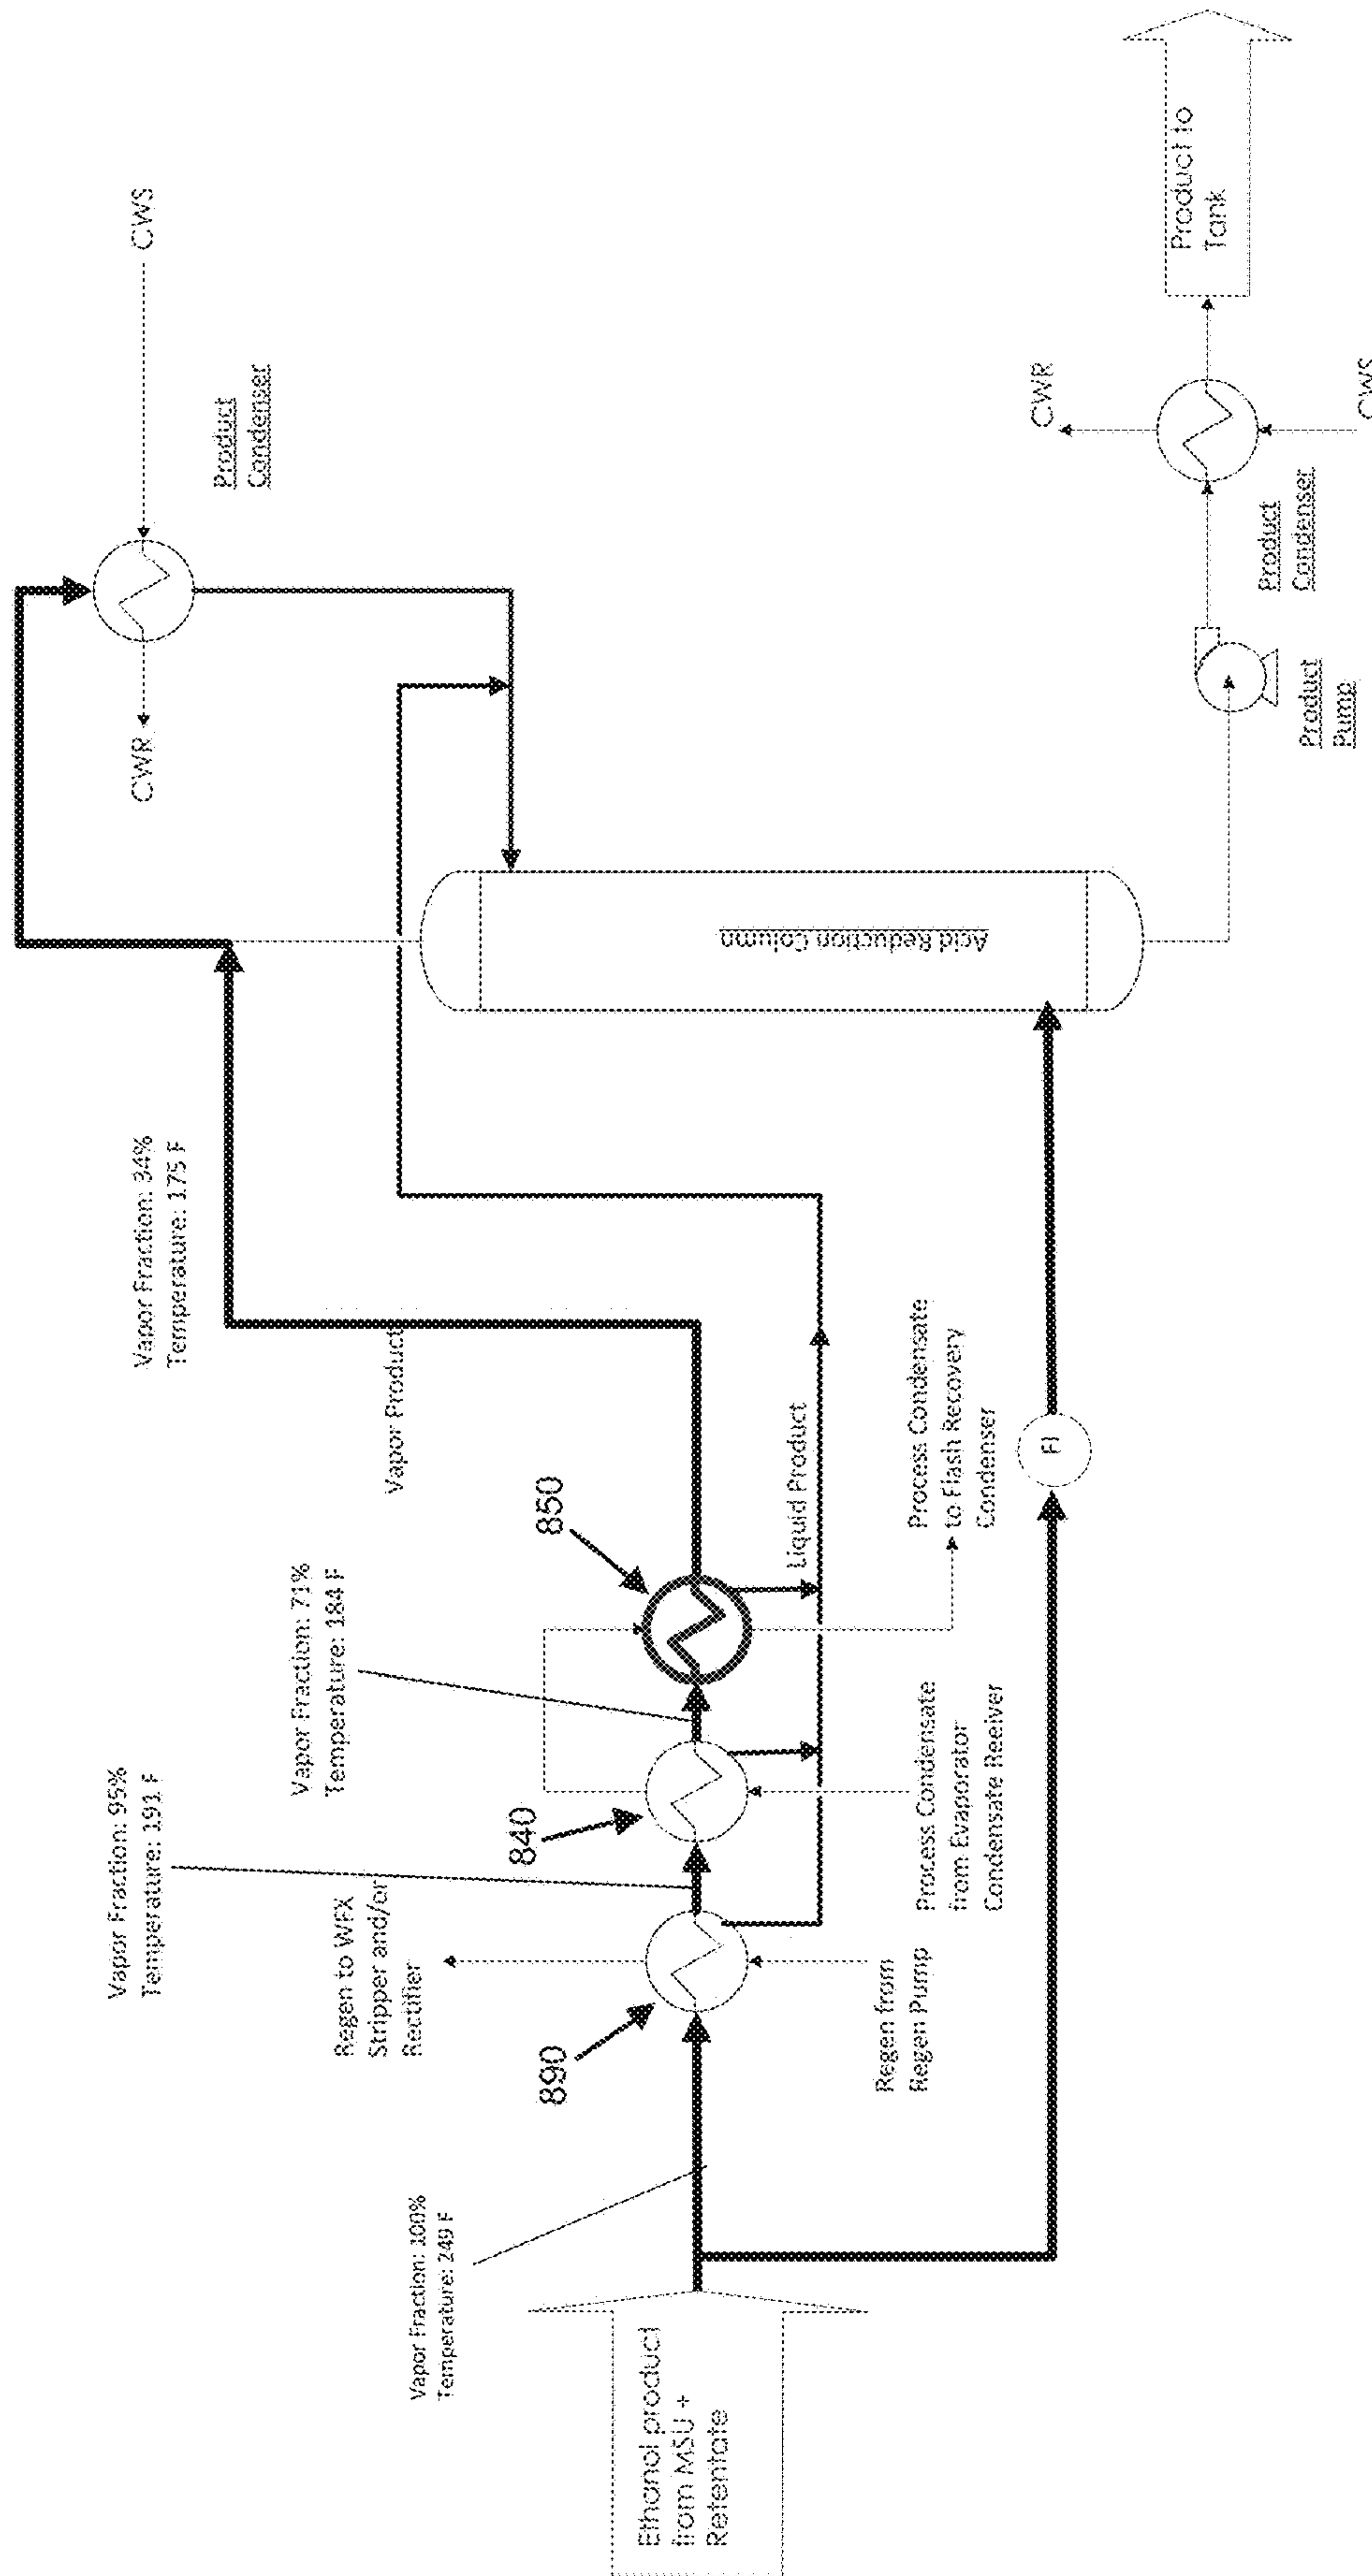 Ethanol product
from MSU +
Retentate
Vapor Fraction: 100%
Temperature: 249 F
890
Regen from
Regen Pump
Regen to WFX
Stripper and/or
Rectifier
Vapor Fraction: 95%
Temperature: 191 F
840
Process Condensate
from Evaporator
Condensate Reeiver
Vapor Fraction: 71%
Temperature: 184 F
850
Liquid Product
Process Condensate
to Flash Recovery
Condenser
FI
Vapor Product
Vapor Fraction: 34%
Temperature: 175 F
Acid Reduction Column
CWR
Product
Condenser
CWS
Product
Pump
Product
Condenser
CWR
CWS
Product to
Tank